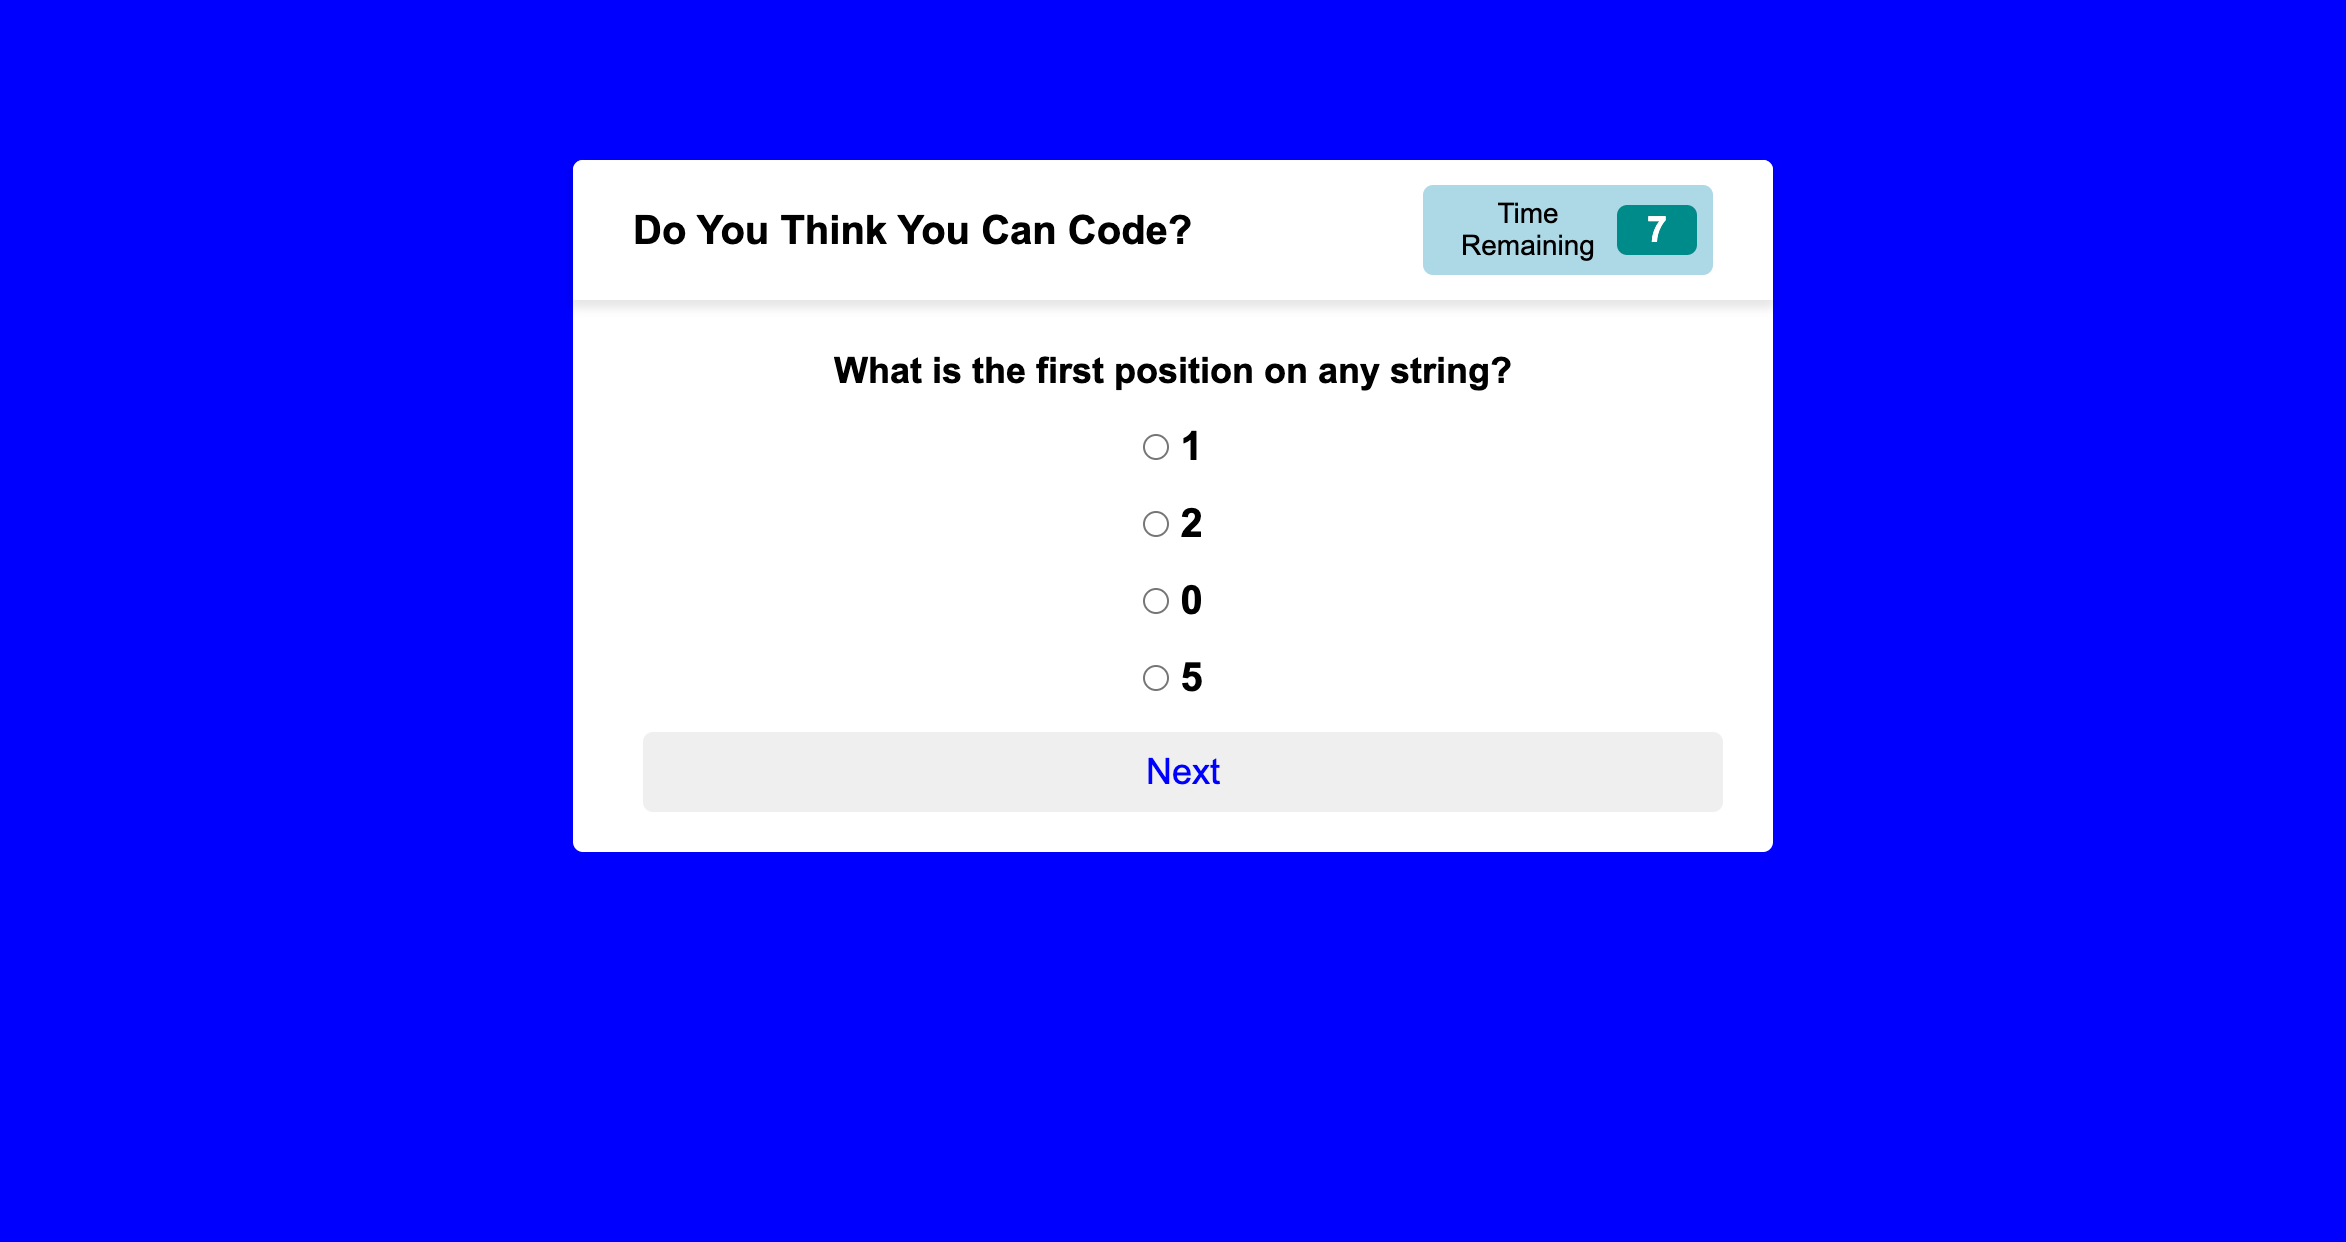 Do You Think You Can Code?
Time
Remaining
7
What is the first position on any string?
1
2
0
5
Next